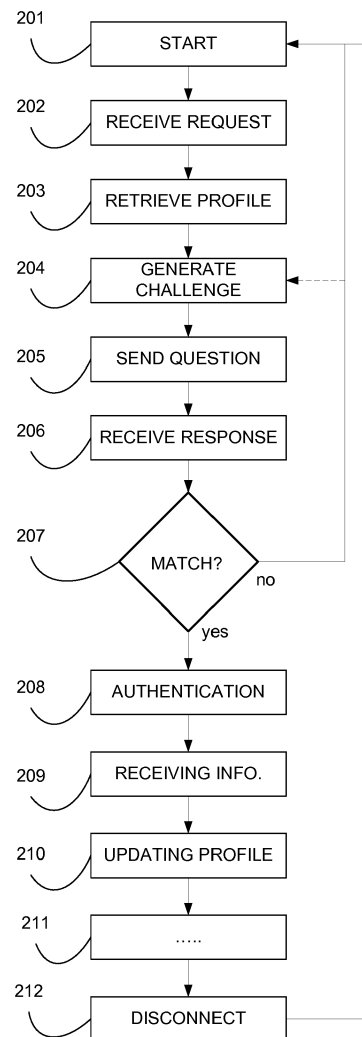 201
START
202
RECEIVE REQUEST
203
RETRIEVE PROFILE
204
GENERATE
CHALLENGE
205
SEND QUESTION
206
RECEIVE RESPONSE
207
MATCH?
no
yes
208
AUTHENTICATION
209
RECEIVING INFO.
210
UPDATING PROFILE
211
.....
212
DISCONNECT